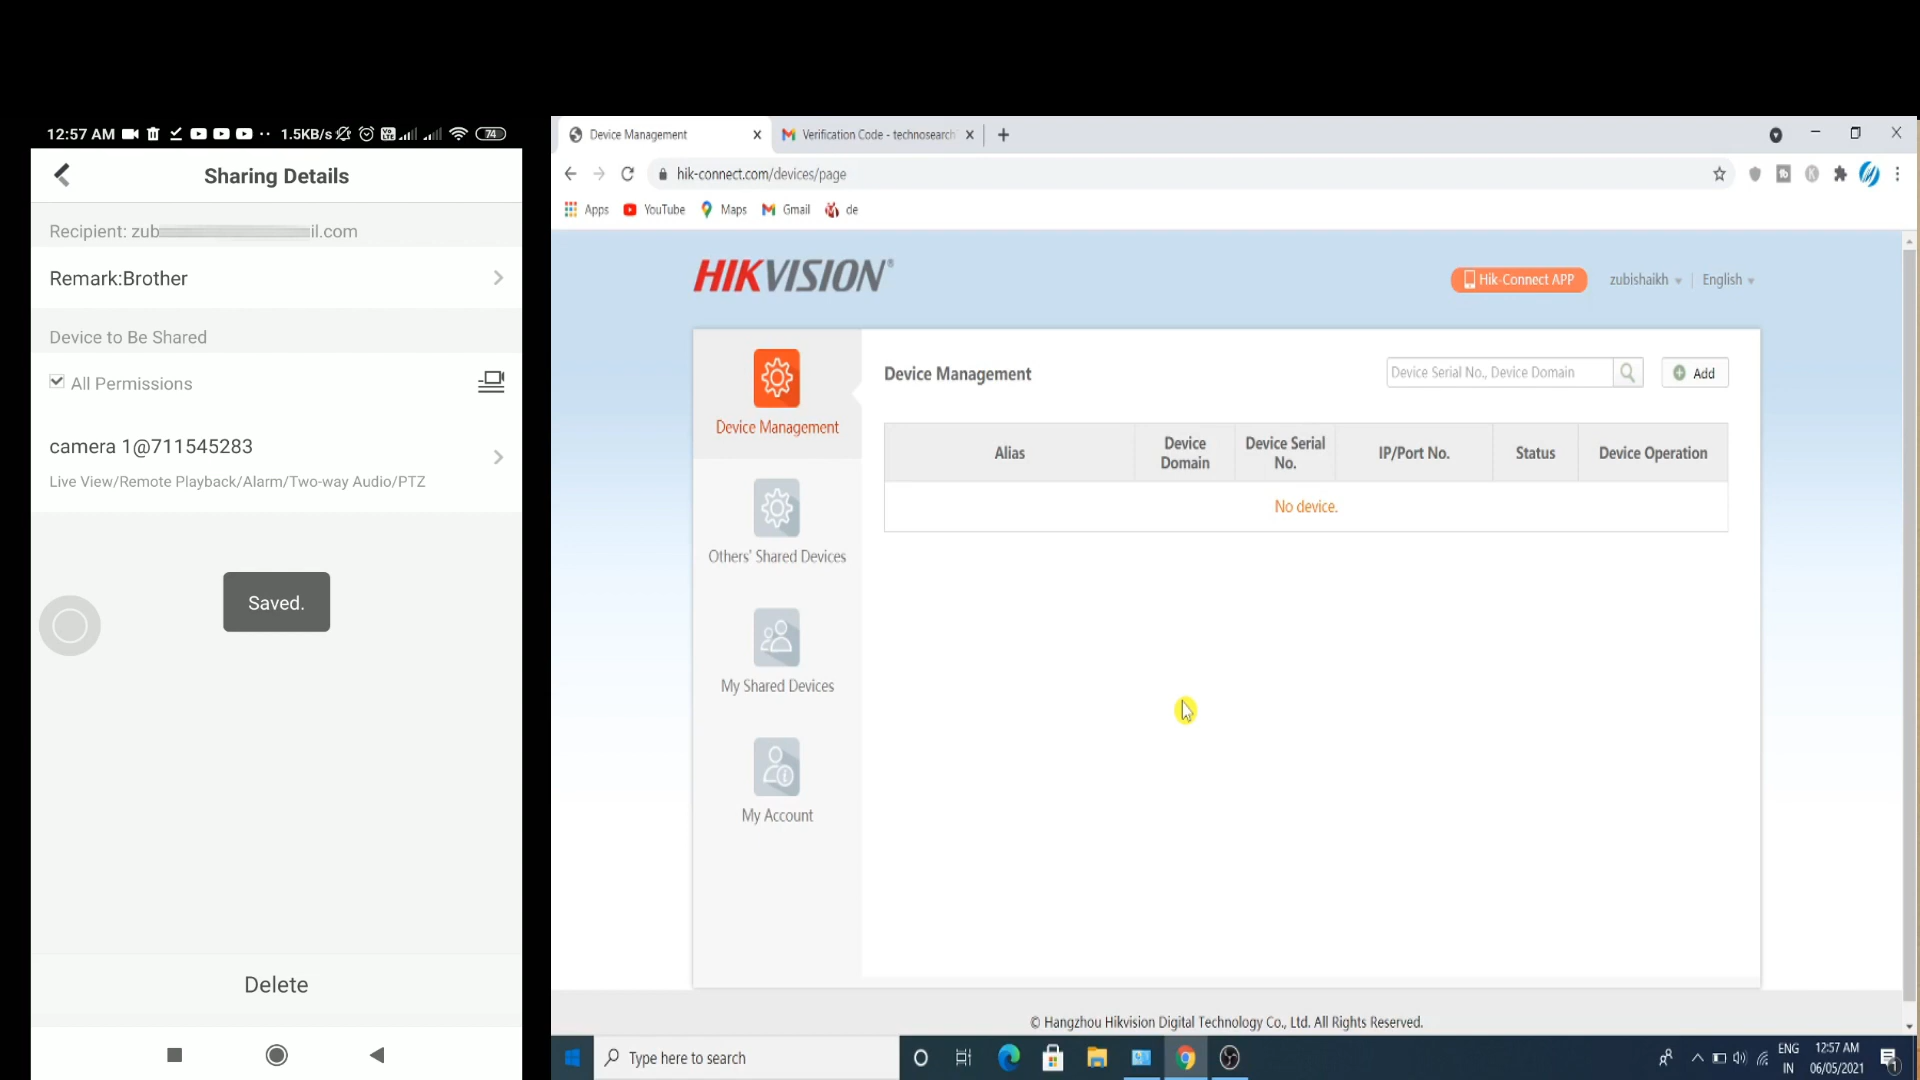 12:57 AM
1.5KB/s
74
Sharing Details
Recipient: zub
il.com
Remark:Brother
Device to Be Shared
All Permissions
camera 1@711545283
Live View/Remote Playback/Alarm/Two-way Audio/PTZ
Saved.
Delete
Device Management
Verification Code - technosearch
hik-connect.com/devices/page
Apps
YouTube
Maps
Gmail
de
HIKVISION®
Hik-Connect APP
zubishaikh
English
Device Management
Others' Shared Devices
My Shared Devices
My Account
Device Management
Device Serial No., Device Domain
Add
Alias
Device Domain
Device Serial No.
IP/Port No.
Status
Device Operation
No device.
© Hangzhou Hikvision Digital Technology Co., Ltd. All Rights Reserved.
Type here to search
ENG
IN
12:57 AM
06/05/2021
1